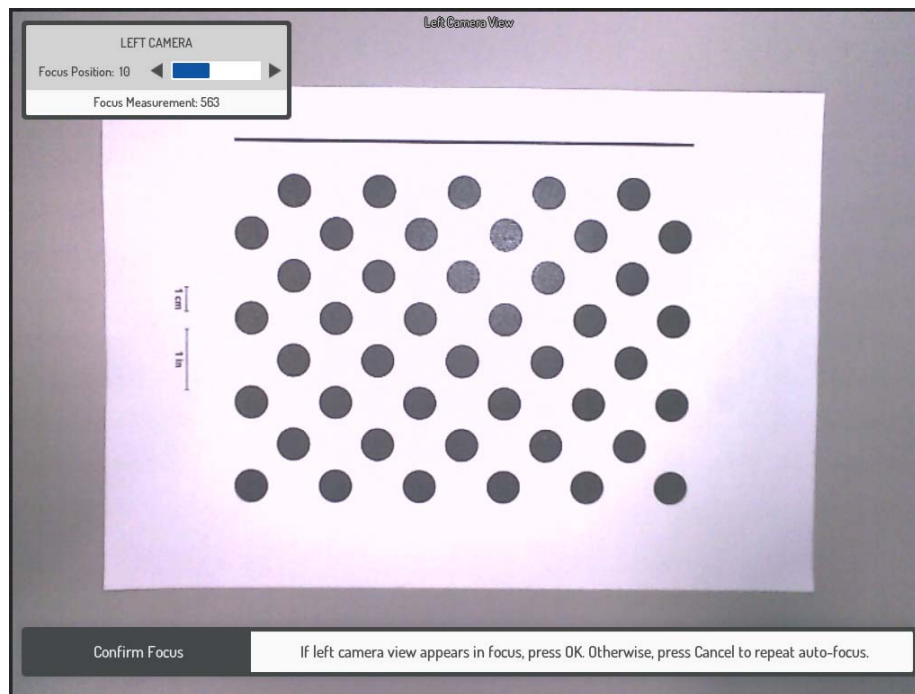 Left Camera View
LEFT CAMERA
Focus Position: 10
Focus Measurement: 563
1 cm
1 in
Confirm Focus
If left camera view appears in focus, press OK. Otherwise, press Cancel to repeat auto-focus.